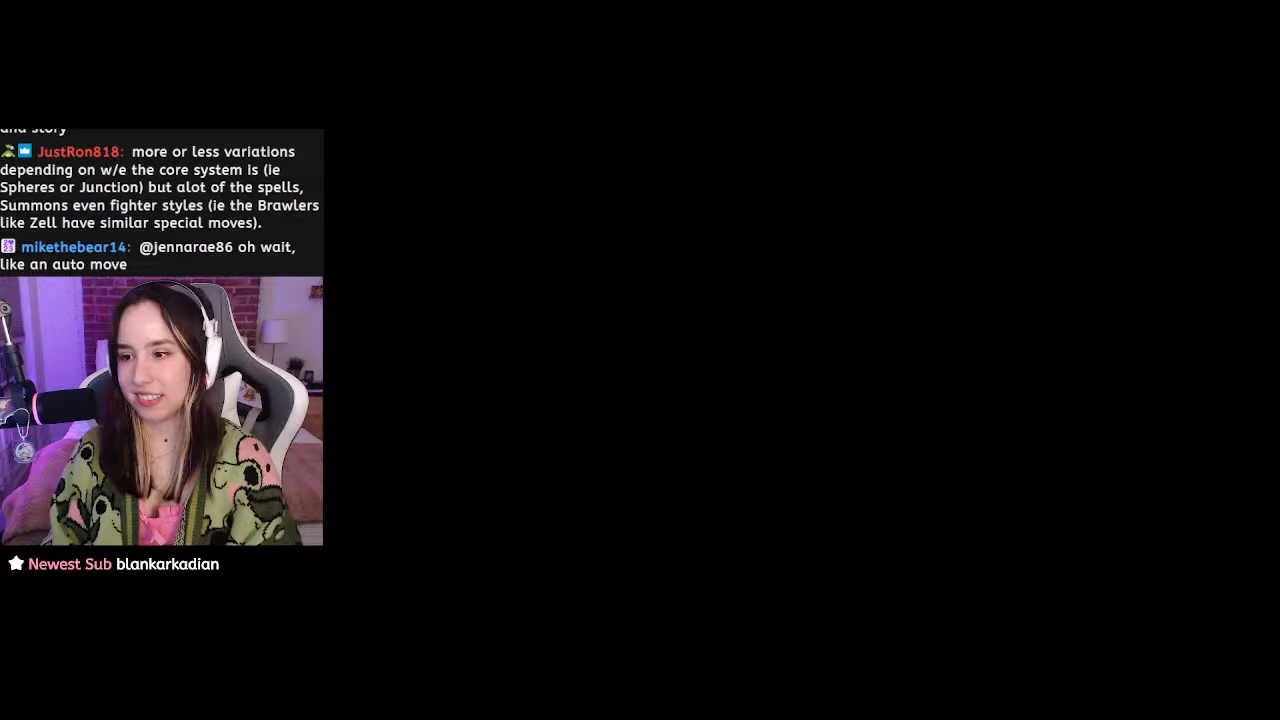 and story
JustRon818: more or less variations
depending on w/e the core system is (ie
Spheres or Junction) but alot of the spells,
Summons even fighter styles (ie the Brawlers
like Zell have similar special moves).
mikethebear14: @jennarae86 oh wait,
like an auto move
Newest Sub blankarkadian